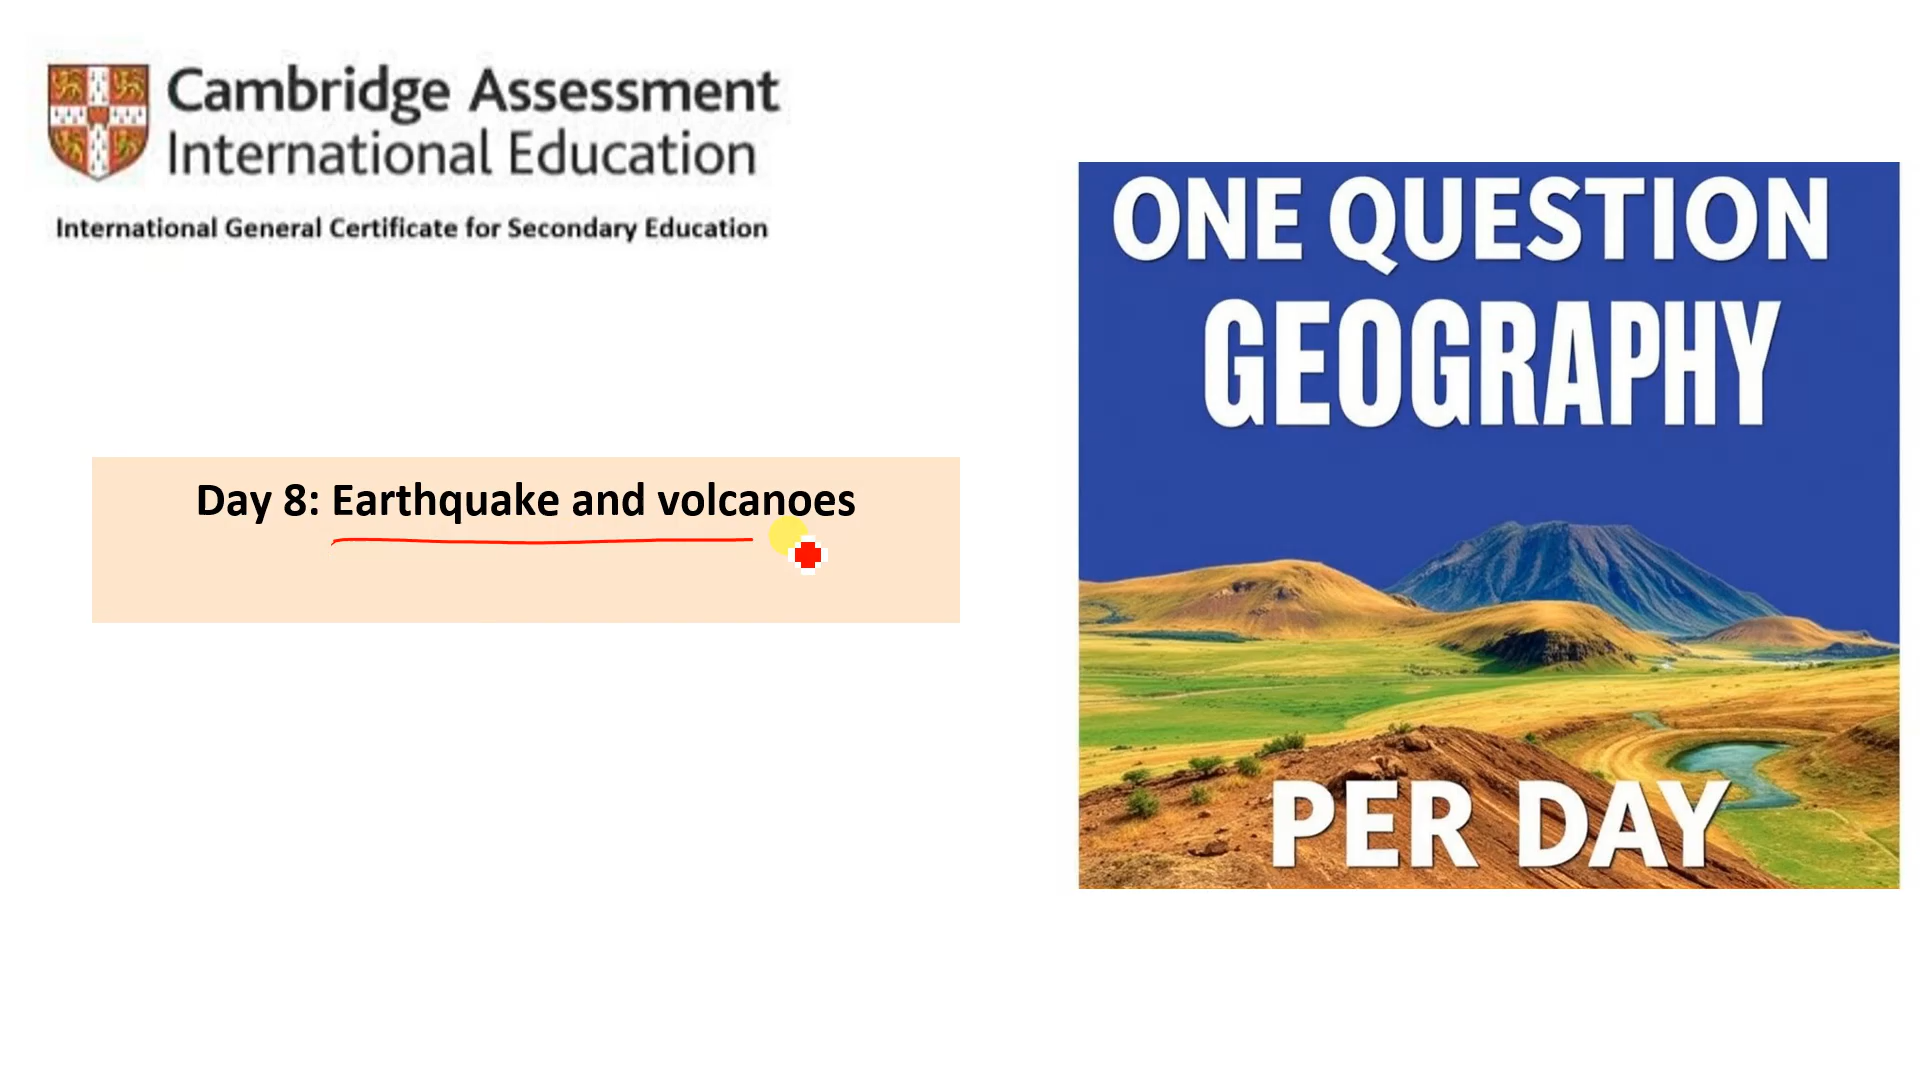 Cambridge Assessment
International Education
International General Certificate for Secondary Education
Day 8: Earthquake and volcanoes
ONE QUESTION
GEOGRAPHY
PER DAY